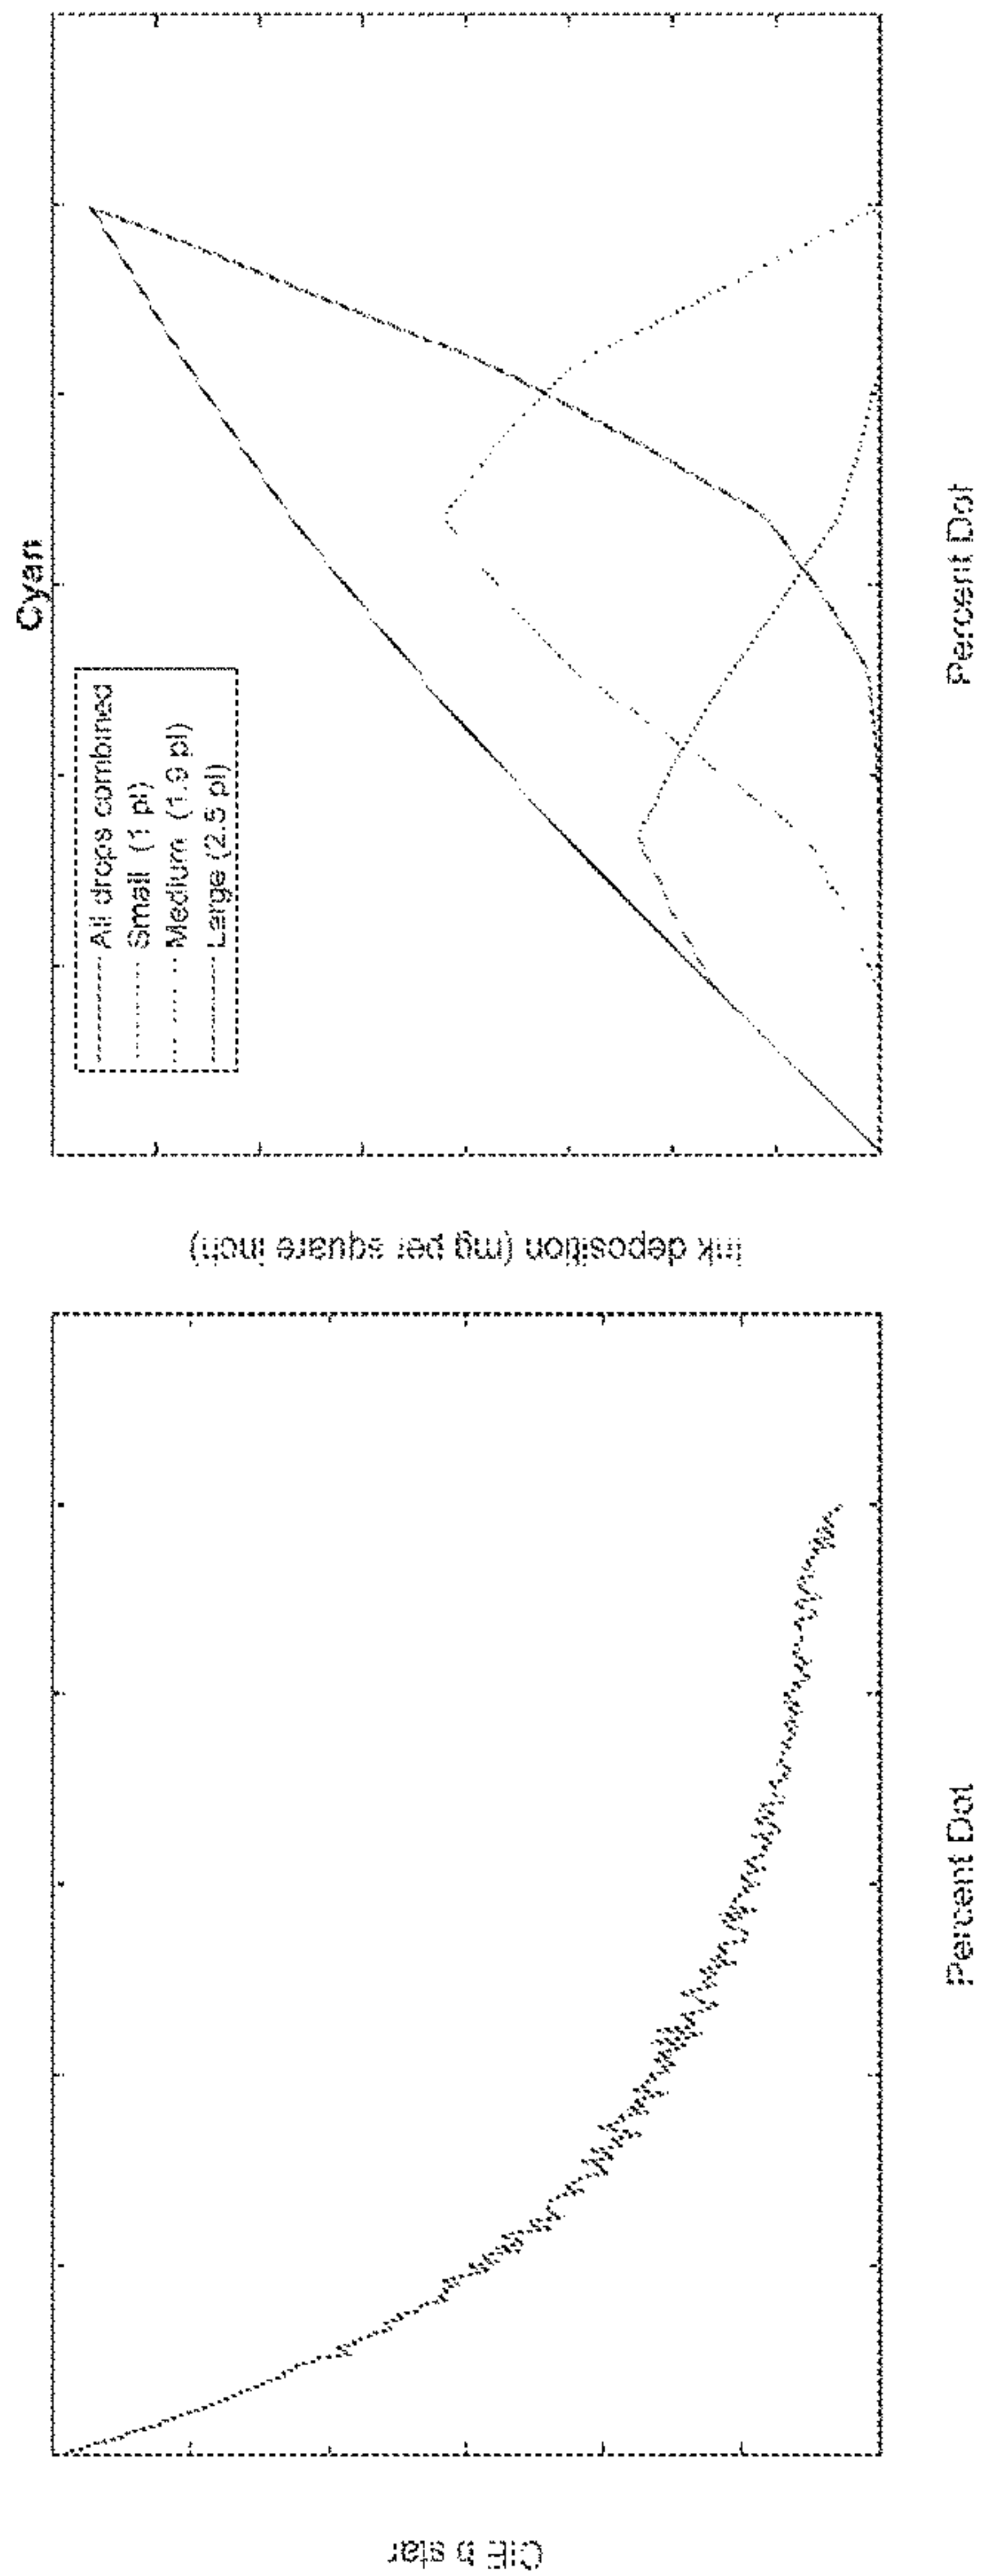 Cyan
All drops combined
Small (1 pl)
Medium (1.9 pl)
Large (2.5 pl)
Ink deposition (mg per square inch)
Percent Dot
CIE b star
Percent Dot